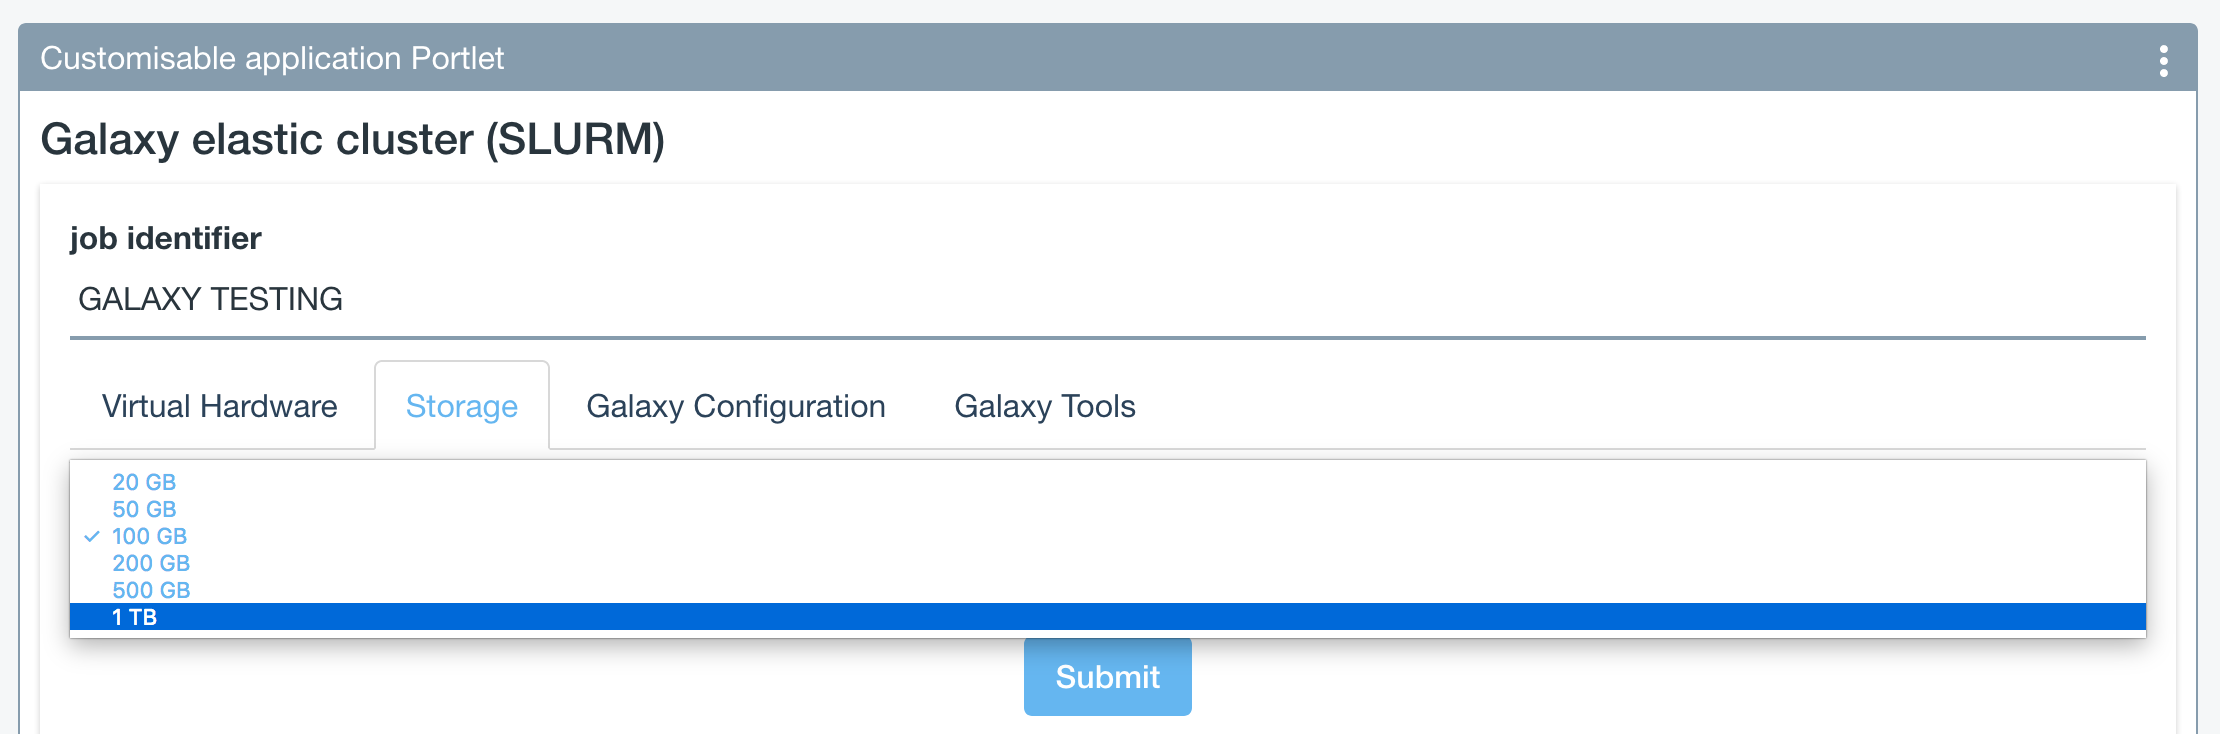 Customisable application Portlet
Galaxy elastic cluster (SLURM)
job identifier
GALAXY TESTING
Virtual Hardware Storage Galaxy Configuration Galaxy Tools
20 GB
50 GB
100 GB
200 GB
500 GB
1 TB
Submit